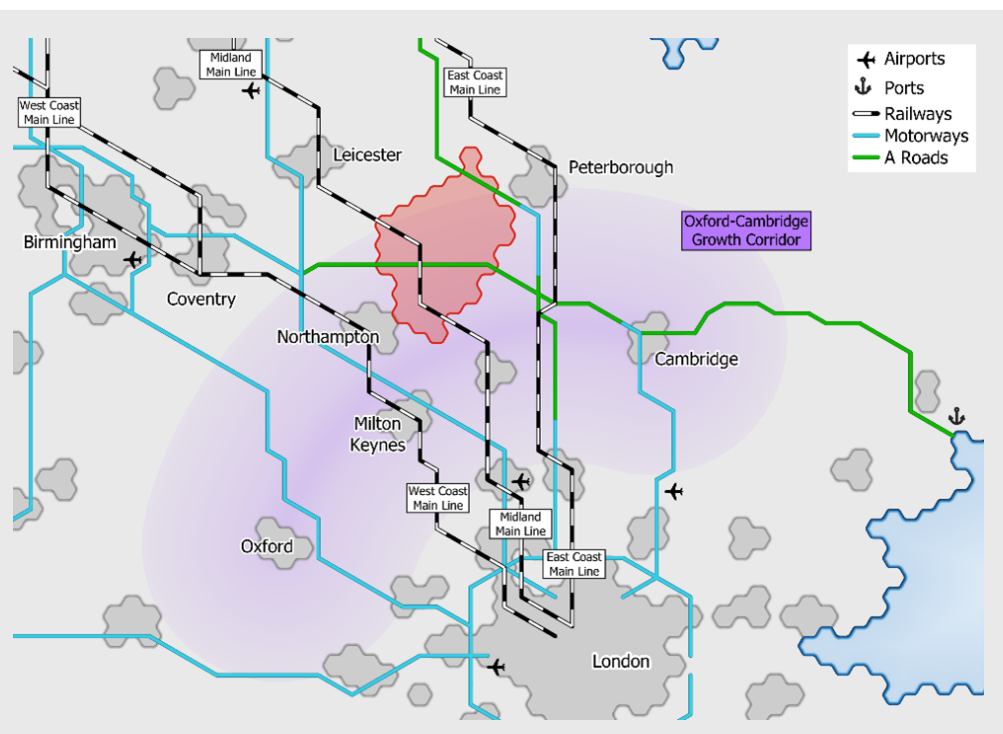 Midland
Main Line
East Coast
Main Line
West Coast
Main Line
Airports
Ports
Railways
Motorways
A Roads
Leicester
Peterborough
Oxford-Cambridge
Growth Corridor
Birmingham
Coventry
Northampton
Cambridge
Milton
Keynes
West Coast
Main Line
Midland
Main Line
Oxford
East Coast
Main Line
London